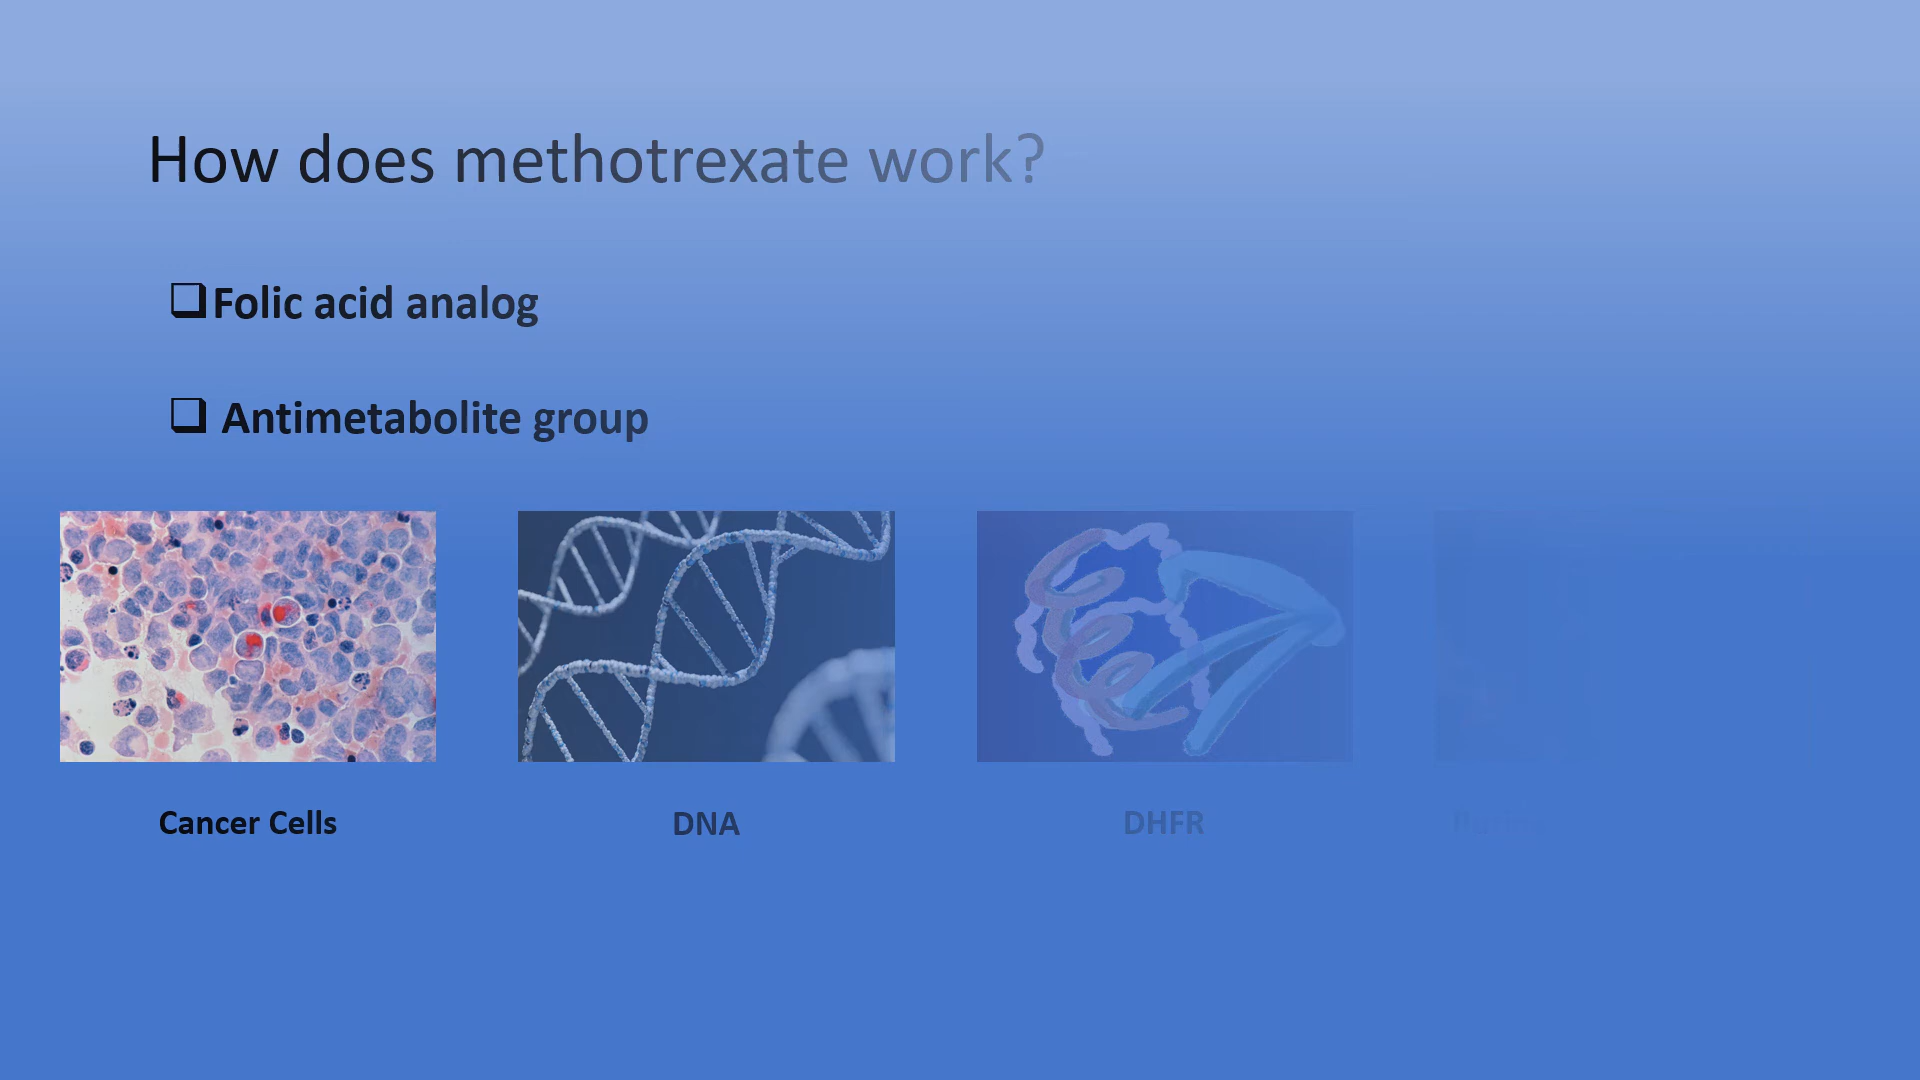 How does methotrexate work?
Folic acid analog
Antimetabolite group
Cancer Cells
DNA
DHFR